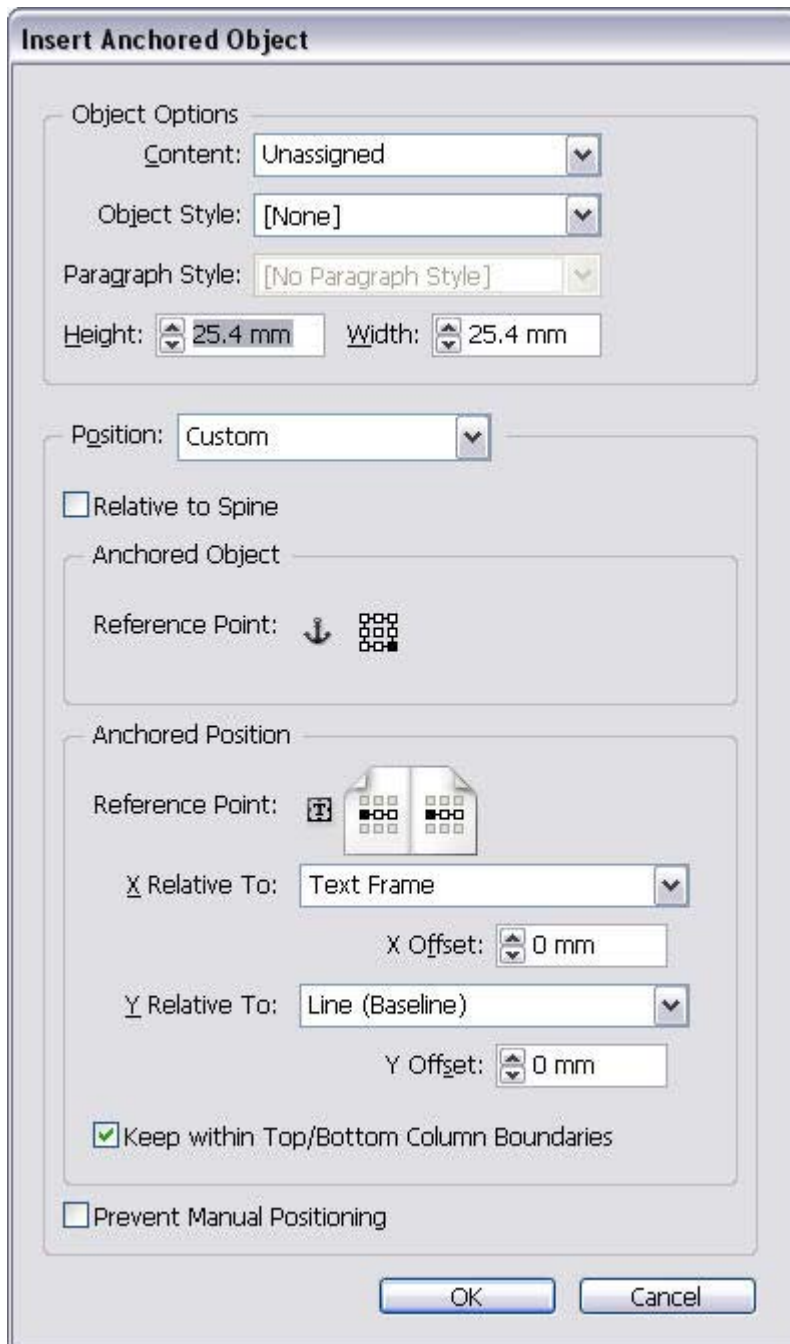 Insert Anchored Object
Object Options
Content: Unassigned
Object Style: [None]
Paragraph Style: [No Paragraph Style]
Height: 25.4 mm Width: 25.4 mm
Position: Custom
Relative to Spine
Anchored Object
Reference Point:
Anchored Position
Reference Point: T
X Relative To: Text Frame
X Offset: 0 mm
Y Relative To: Line (Baseline)
Y Offset: 0 mm
Keep within Top/Bottom Column Boundaries
Prevent Manual Positioning
OK Cancel